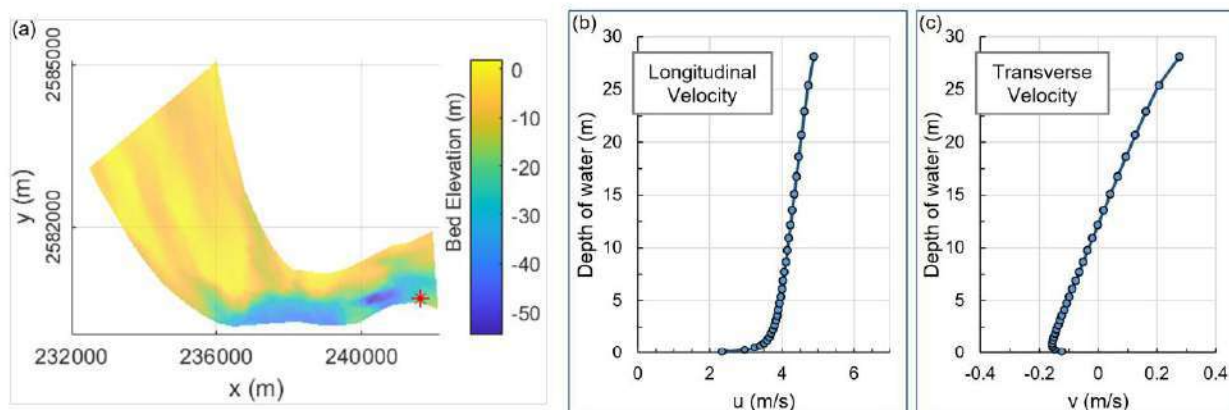 (a)
2585000
2582000
y (m)
232000
236000
240000
x (m)
Bed Elevation (m)
0
-10
-20
-30
-40
-50
(b)
Longitudinal
Velocity
Depth of water (m)
30
25
20
15
10
5
0
0
2
4
6
u (m/s)
(c)
Transverse
Velocity
Depth of water (m)
30
25
20
15
10
5
0
-0.4
-0.2
0
0.2
0.4
v (m/s)